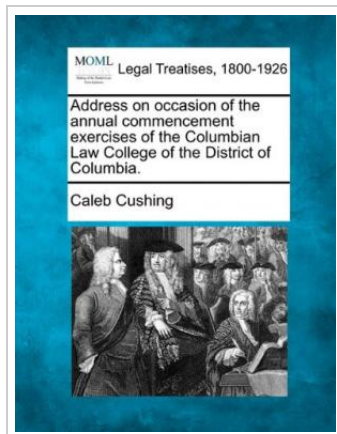 MOML
Legal Treatises, 1800-1926
Address on occasion of the
annual commencement
exercises of the Columbian
Law College of the District of
Columbia.
Caleb Cushing